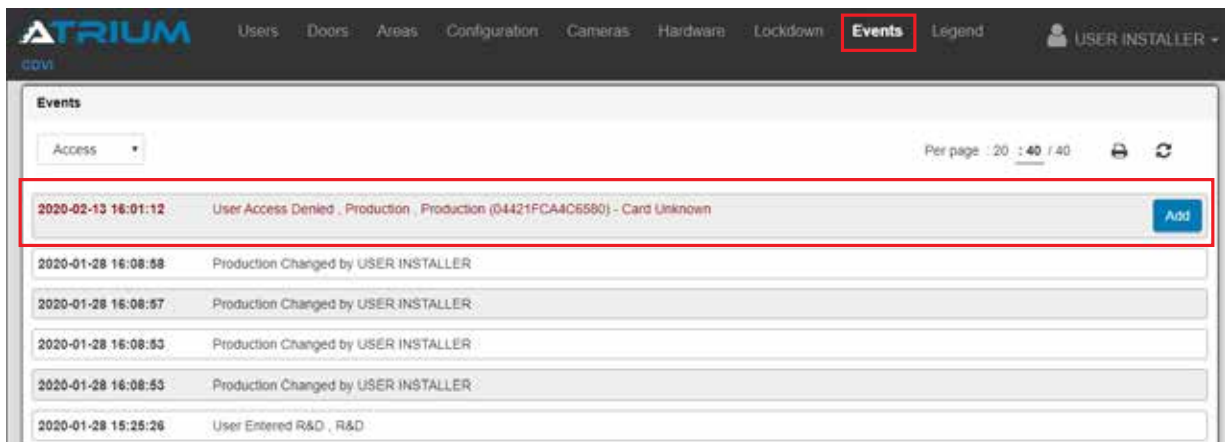 ATRIUM Users Doors Areas Configuration Cameras Hardware Lockdown Events Legend USER INSTALLER
CDVI
Events
Access Per page : 20 : 40 / 40
2020-02-13 16:01:12 User Access Denied , Production , Production (04421FCA4C6580) - Card Unknown Add
2020-01-28 16:08:58 Production Changed by USER INSTALLER
2020-01-28 16:08:57 Production Changed by USER INSTALLER
2020-01-28 16:08:53 Production Changed by USER INSTALLER
2020-01-28 16:08:53 Production Changed by USER INSTALLER
2020-01-28 15:25:26 User Entered R&D , R&D